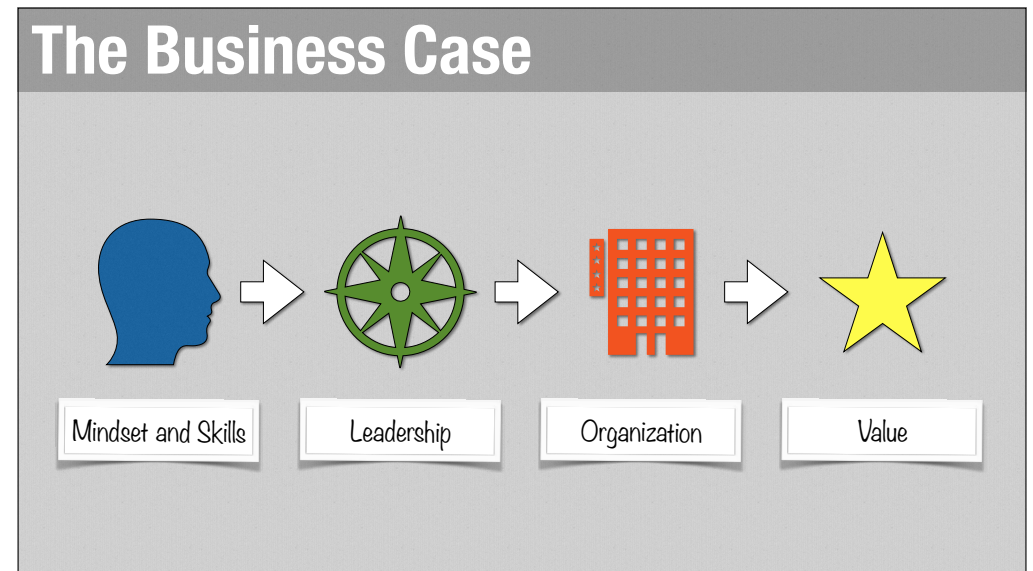 The Business Case
Mindset and Skills
Leadership
Organization
Value